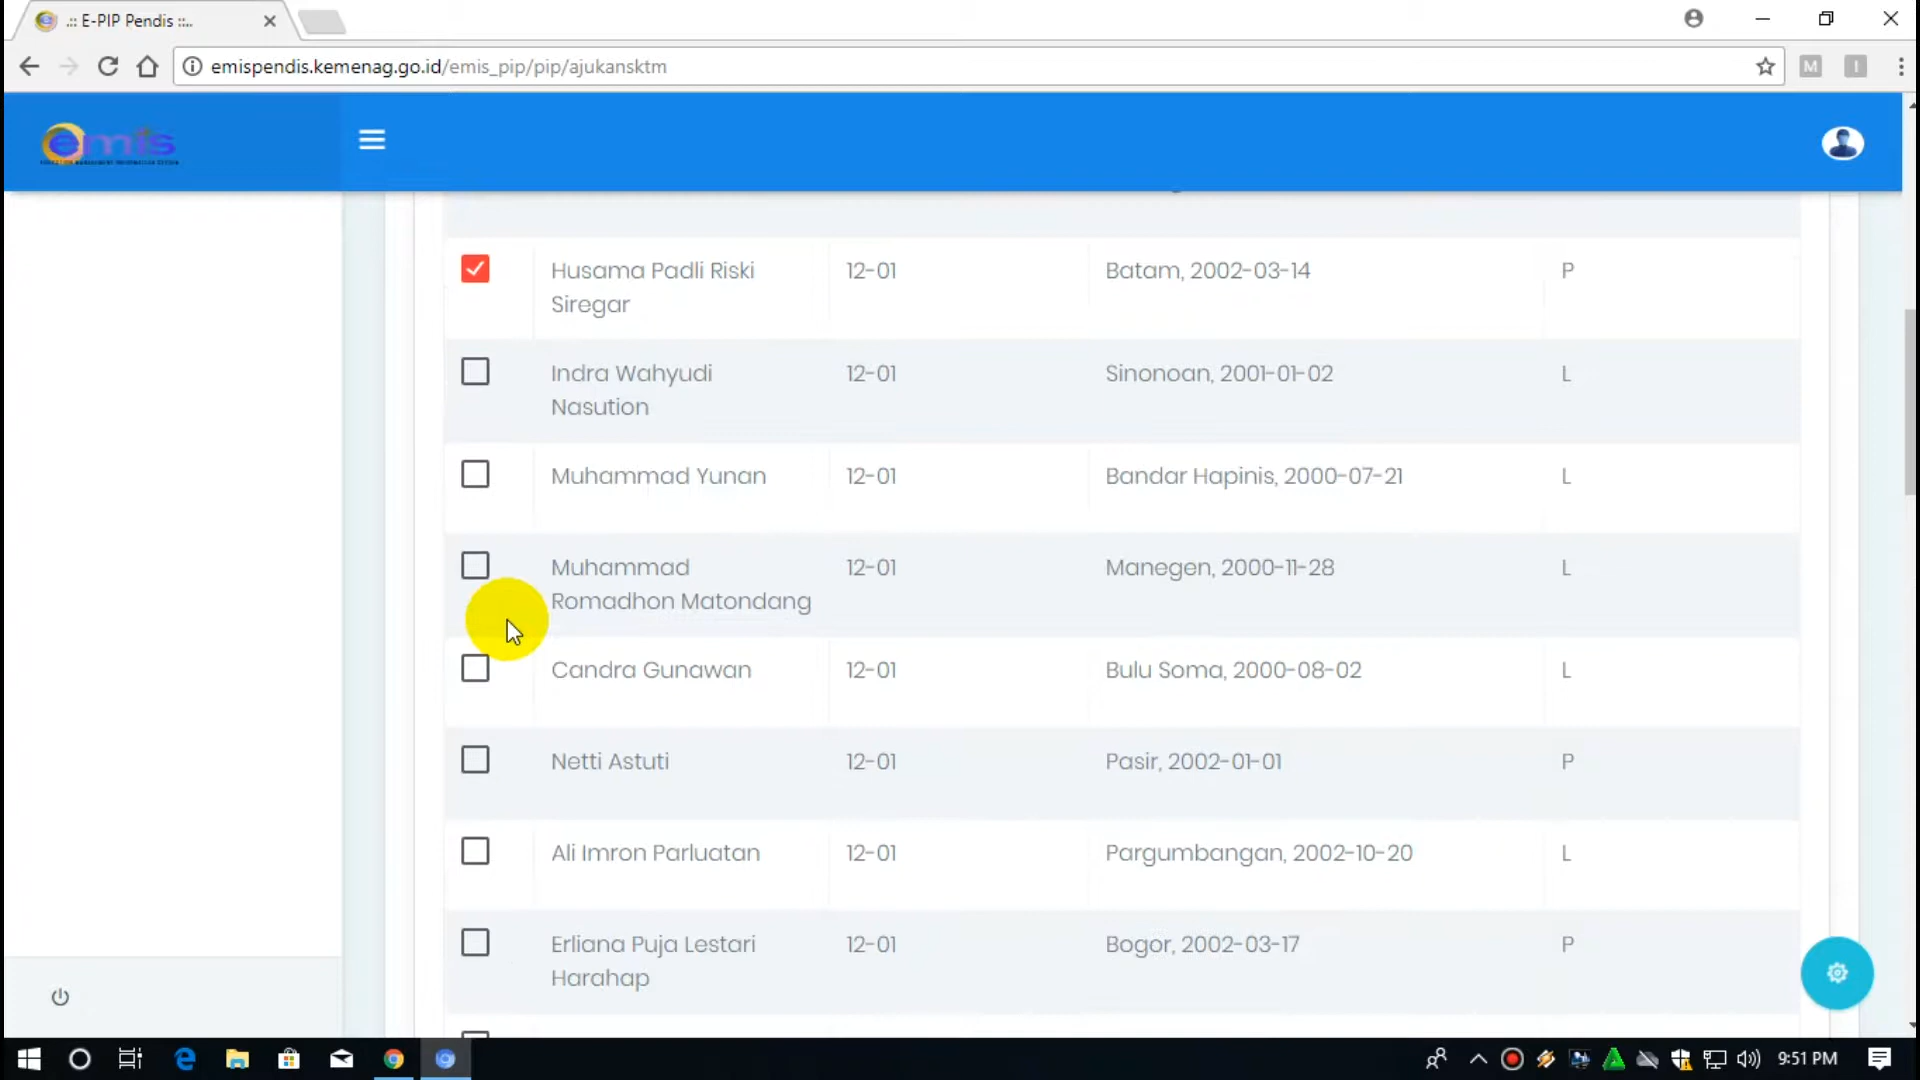 .:: E-PIP Pendis ::..
emispendis.kemenag.go.id/emis_pip/pip/ajukansktm
M
I
emis
Husama Padli Riski
Siregar
12-01
Batam, 2002-03-14
P
Indra Wahyudi
Nasution
12-01
Sinonoan, 2001-01-02
L
Muhammad Yunan
12-01
Bandar Hapinis, 2000-07-21
L
Muhammad
Romadhon Matondang
12-01
Manegen, 2000-11-28
L
Candra Gunawan
12-01
Bulu Soma, 2000-08-02
L
Netti Astuti
12-01
Pasir, 2002-01-01
P
Ali Imron Parluatan
12-01
Pargumbangan, 2002-10-20
L
Erliana Puja Lestari
Harahap
12-01
Bogor, 2002-03-17
P
9:51 PM